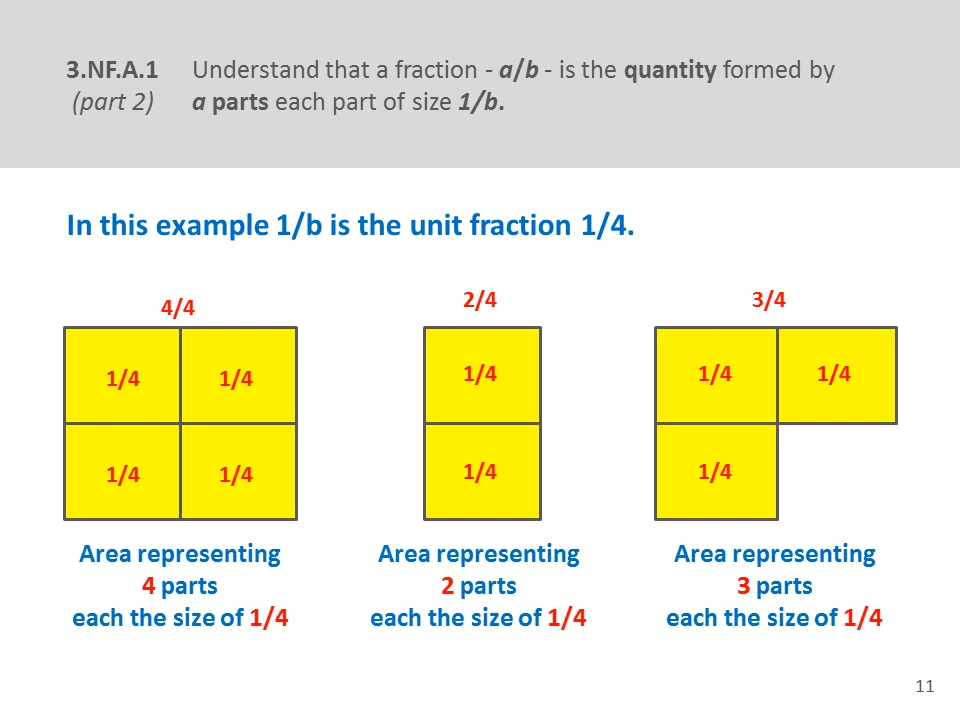 3.NF.A.1 Understand that a fraction - a/b - is the quantity formed by
(part 2) a parts each part of size 1/b.
In this example 1/b is the unit fraction 1/4.
4/4 2/4 3/4
1/4 1/4 1/4 1/4 1/4
1/4 1/4 1/4 1/4
Area representing
4 parts
each the size of 1/4
Area representing
2 parts
each the size of 1/4
Area representing
3 parts
each the size of 1/4
11